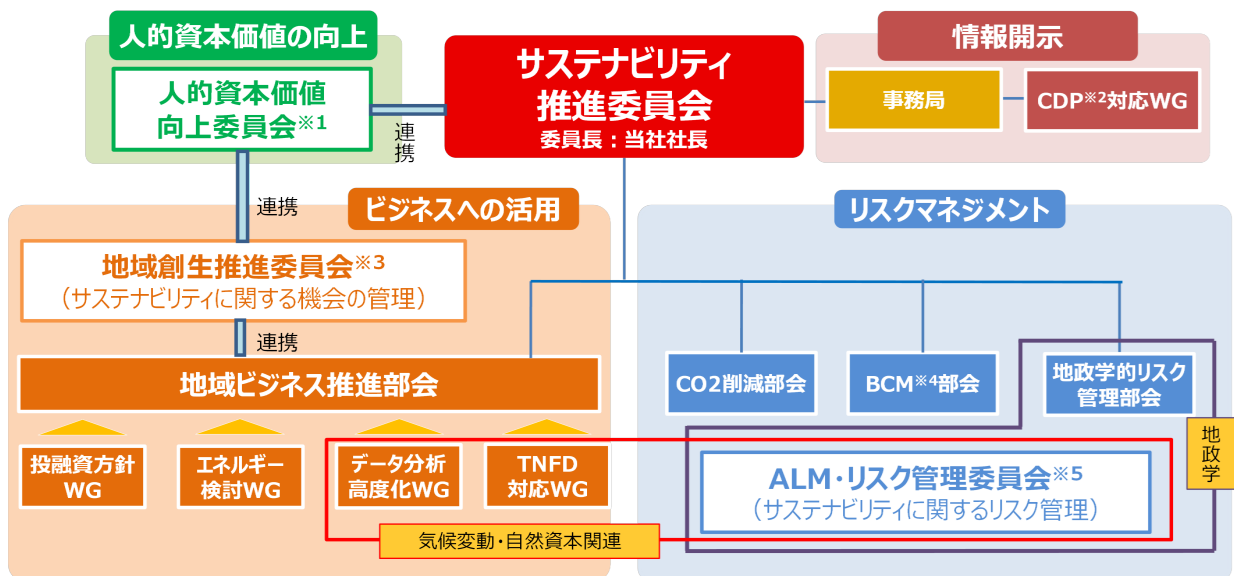 人的資本価値の向上
人的資本価値
向上委員会※1
連携
サステナビリティ
推進委員会
委員長：当社社長
情報開示
事務局
CDP※2対応WG
連携
ビジネスへの活用
地域創生推進委員会※3
（サステナビリティに関する機会の管理）
連携
地域ビジネス推進部会
投融資方針
WG
エネルギー
検討WG
データ分析
高度化WG
TNFD
対応WG
リスクマネジメント
CO2削減部会
BCM※4部会
地政学的リスク
管理部会
地政学
ALM・リスク管理委員会※5
（サステナビリティに関するリスク管理）
気候変動・自然資本関連